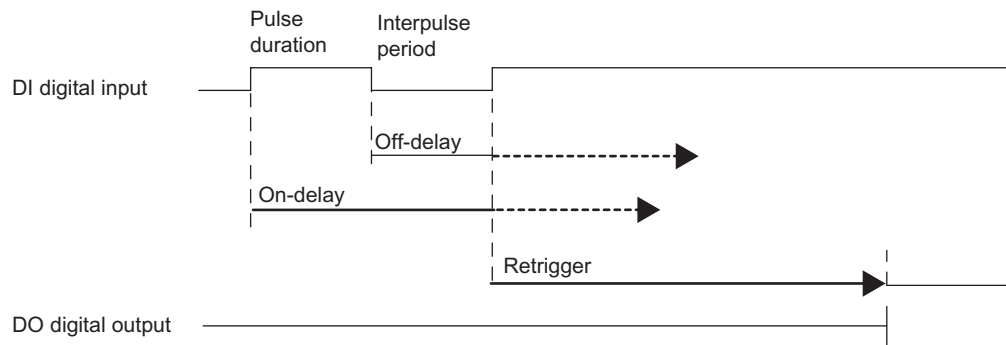 Pulse
duration
Interpulse
period
DI digital input
Off-delay
On-delay
Retrigger
DO digital output